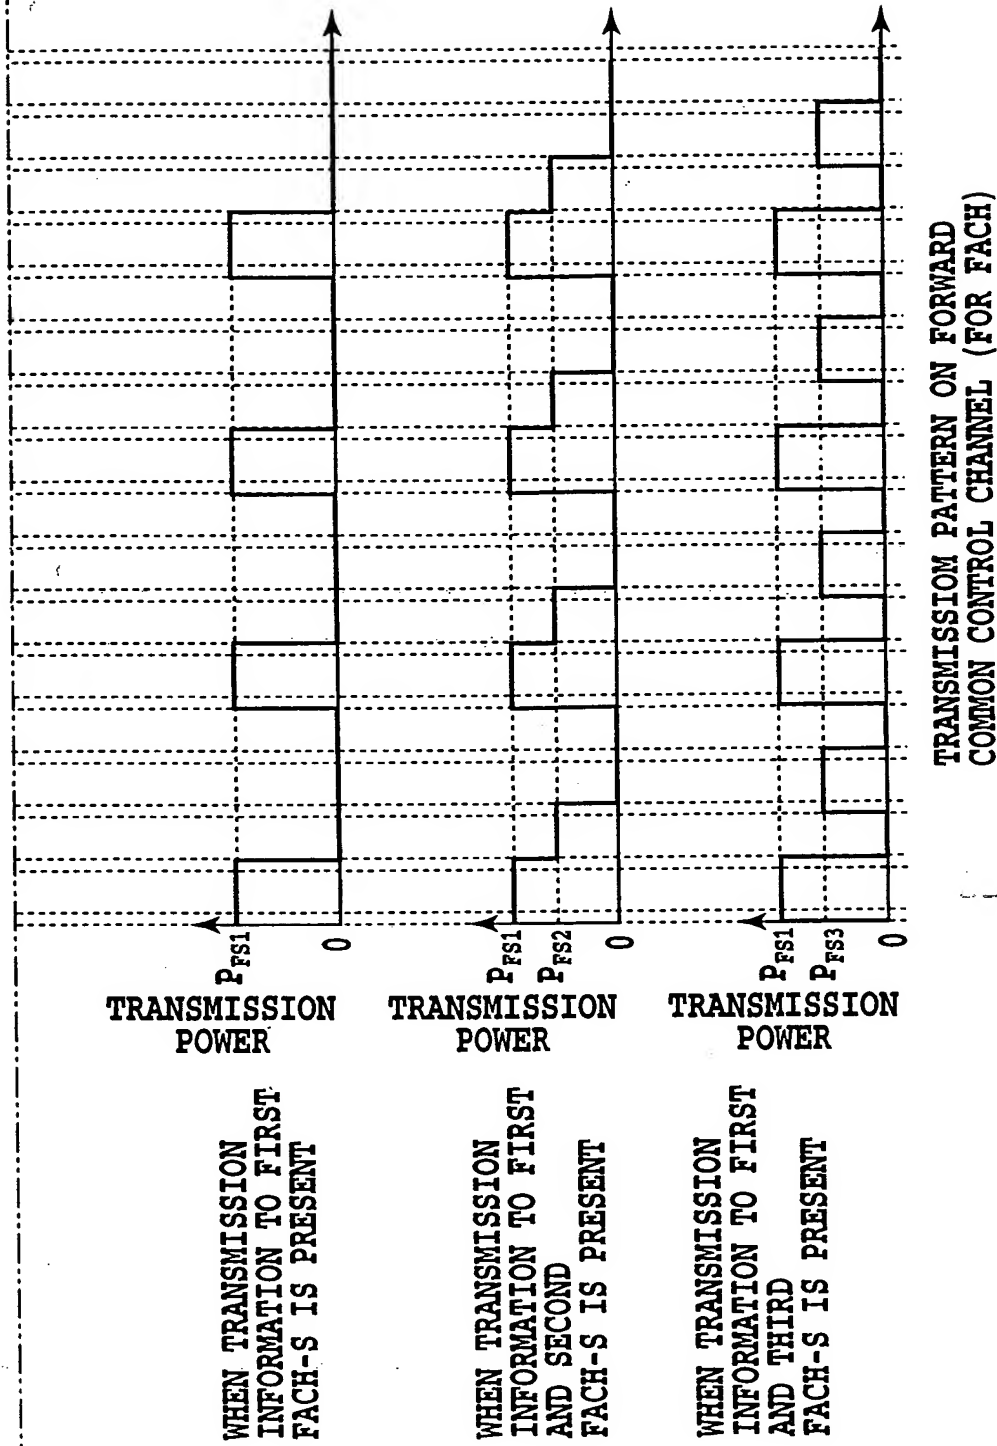 WHEN TRANSMISSION
INFORMATION TO FIRST
FACH-S IS PRESENT
TRANSMISSION
POWER
PFS1
0
WHEN TRANSMISSION
INFORMATION TO FIRST
AND SECOND
FACH-S IS PRESENT
TRANSMISSION
POWER
PFS1
PFS2
0
WHEN TRANSMISSION
INFORMATION TO FIRST
AND THIRD
FACH-S IS PRESENT
TRANSMISSION
POWER
PFS1
PFS3
0
TRANSMISSIOM PATTERN ON FORWARD
COMMON CONTROL CHANNEL (FOR FACH)